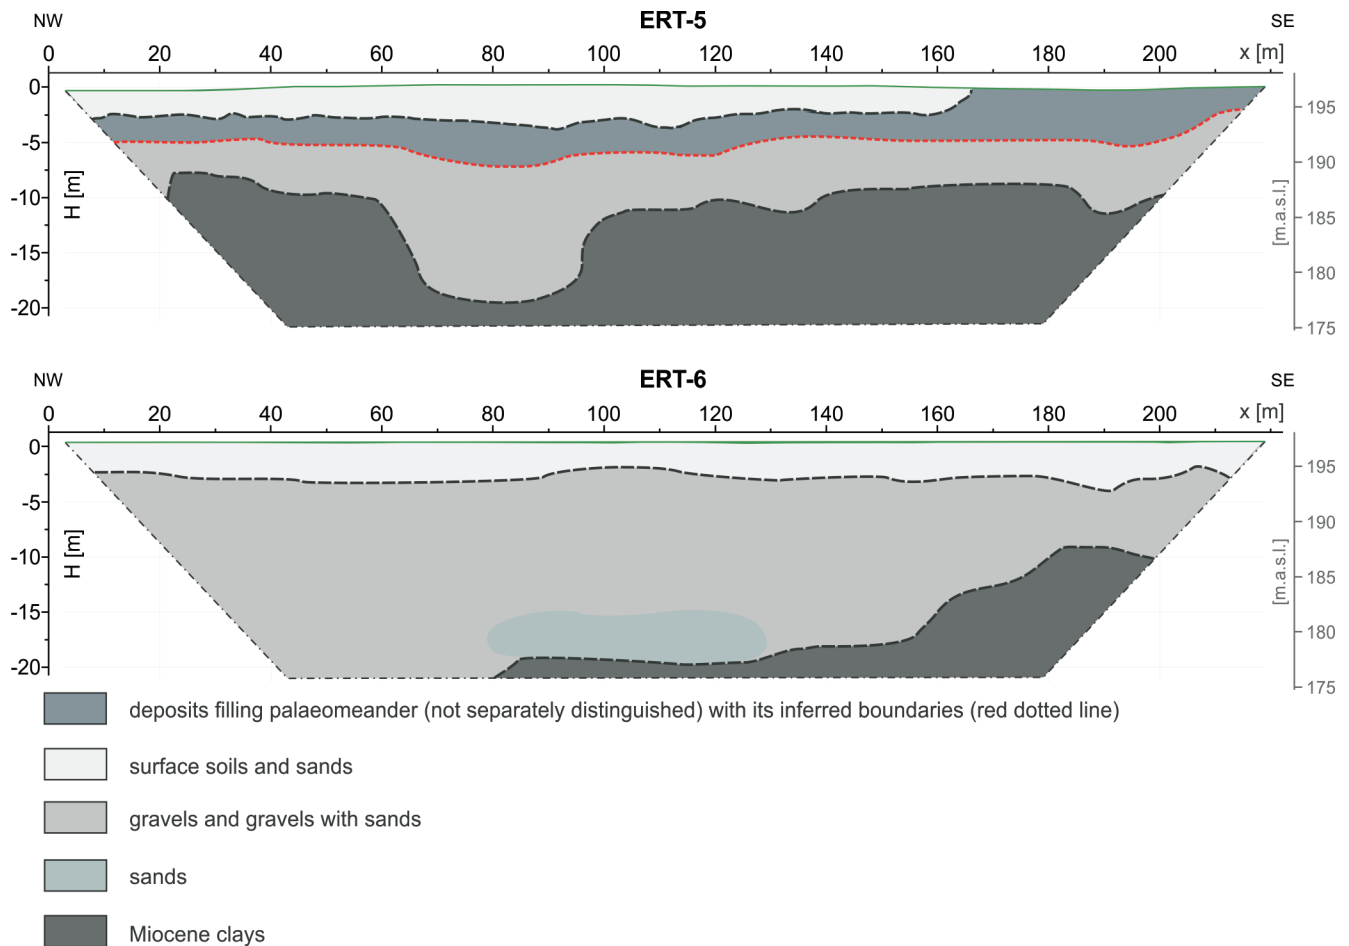 ERT-5
NW SE
0 20 40 60 80 100 120 140 160 180 200 x [m]
0
-5
-10
-15
-20
H [m]
195
190
185
180
175
[m.a.s.l.]
ERT-6
NW SE
0 20 40 60 80 100 120 140 160 180 200 x [m]
0
-5
-10
-15
-20
H [m]
195
190
185
180
175
[m.a.s.l.]
deposits filling palaeomeander (not separately distinguished) with its inferred boundaries (red dotted line)
surface soils and sands
gravels and gravels with sands
sands
Miocene clays